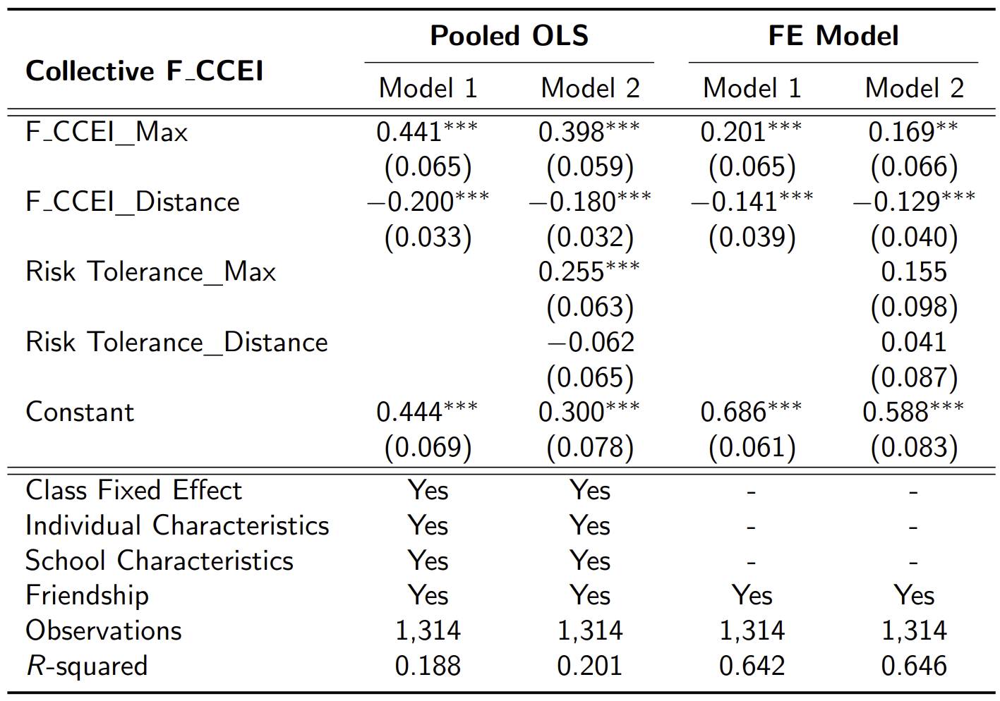 Pooled OLS FE Model
Collective F_CCEI
Model 1 Model 2 Model 1 Model 2
F_CCEI_Max 0.441*** 0.398*** 0.201*** 0.169**
(0.065) (0.059) (0.065) (0.066)
F_CCEI_Distance −0.200*** −0.180*** −0.141*** −0.129***
(0.033) (0.032) (0.039) (0.040)
Risk Tolerance_Max 0.255*** 0.155
(0.063) (0.098)
Risk Tolerance_Distance −0.062 0.041
(0.065) (0.087)
Constant 0.444*** 0.300*** 0.686*** 0.588***
(0.069) (0.078) (0.061) (0.083)
Class Fixed Effect Yes Yes - -
Individual Characteristics Yes Yes - -
School Characteristics Yes Yes - -
Friendship Yes Yes Yes Yes
Observations 1,314 1,314 1,314 1,314
R-squared 0.188 0.201 0.642 0.646